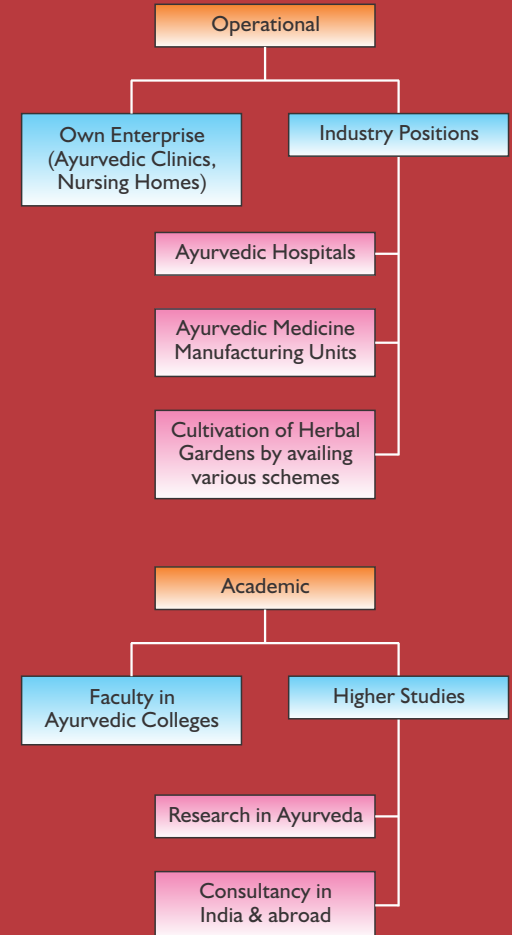 Operational
Own Enterprise
(Ayurvedic Clinics,
Nursing Homes)
Industry Positions
Ayurvedic Hospitals
Ayurvedic Medicine
Manufacturing Units
Cultivation of Herbal
Gardens by availing
various schemes
Academic
Faculty in
Ayurvedic Colleges
Higher Studies
Research in Ayurveda
Consultancy in
India & abroad